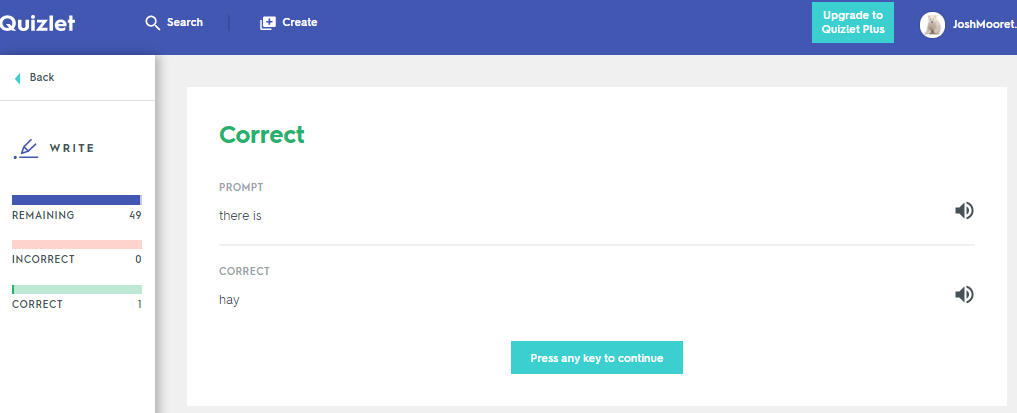 Quizlet
Search
Create
Upgrade to
Quizlet Plus
JoshMooret.
Back
WRITE
REMAINING 49
INCORRECT 0
CORRECT 1
Correct
PROMPT
there is
CORRECT
hay
Press any key to continue